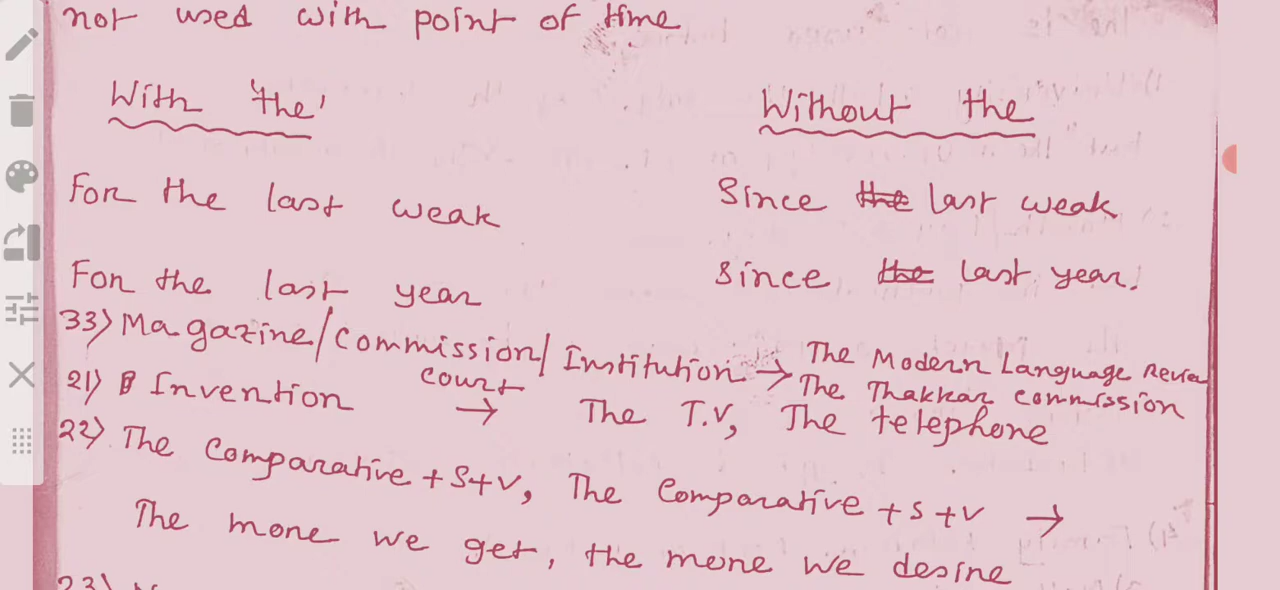 not used with point of time
With 'the' Without the
For the last weak Since the last weak
For the last year Since the last year.
33) Magazine/Commission/Institution → The Modern Language
court The Thakkar commission
21) Invention → The T.V, The telephone
22) The Comparative + S+V, The Comparative + S + V →
The more we get, the more we desire
23)